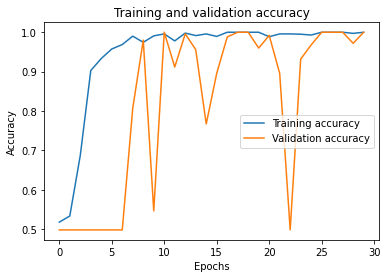 Training and validation accuracy
Accuracy
1.0
0.9
0.8
0.7
0.6
0.5
Training accuracy
Validation accuracy
0 5 10 15 20 25 30
Epochs